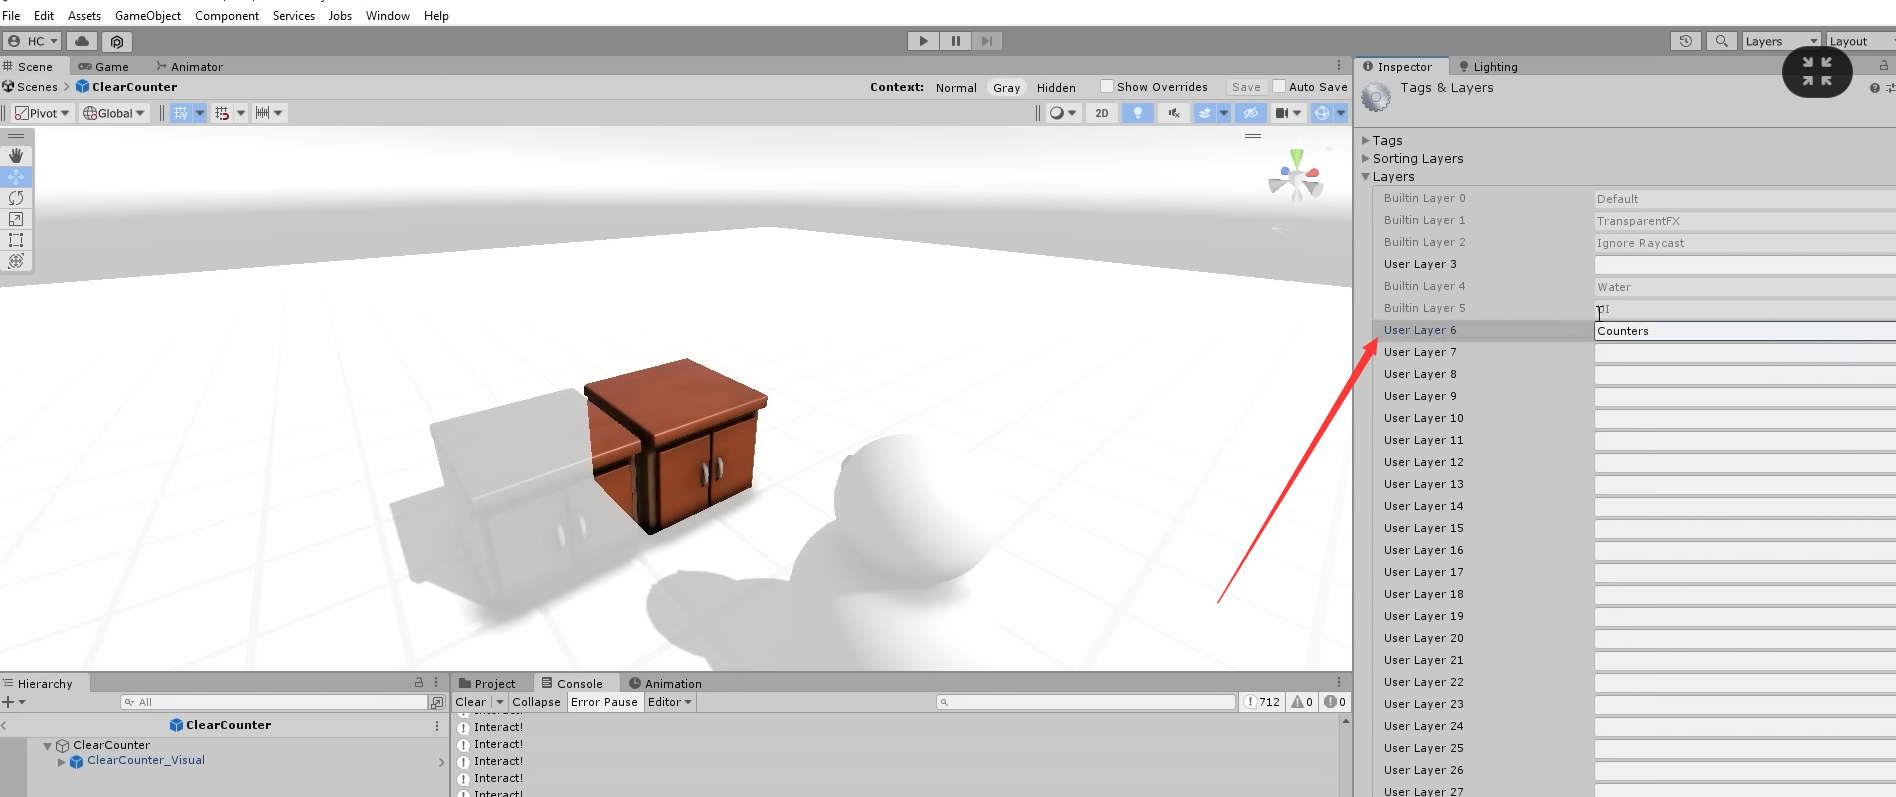 File Edit Assets GameObject Component Services Jobs Window Help
HC Layers Layout
Scene Game Animator
Scenes ClearCounter Context: Normal Gray Hidden Show Overrides Save Auto Save
Pivot Global 2D
Inspector Lighting
Tags & Layers
Tags
Sorting Layers
Layers
Builtin Layer 0 Default
Builtin Layer 1 TransparentFX
Builtin Layer 2 Ignore Raycast
User Layer 3
Builtin Layer 4 Water
Builtin Layer 5 UI
User Layer 6 Counters
User Layer 7
User Layer 8
User Layer 9
User Layer 10
User Layer 11
User Layer 12
User Layer 13
User Layer 14
User Layer 15
User Layer 16
User Layer 17
User Layer 18
User Layer 19
User Layer 20
User Layer 21
User Layer 22
User Layer 23
User Layer 24
User Layer 25
User Layer 26
User Layer 27
Hierarchy
All
ClearCounter
ClearCounter
ClearCounter_Visual
Project Console Animation
Clear Collapse Error Pause Editor 712 0 0
Interact!
Interact!
Interact!
Interact!
Interact!
Interact!